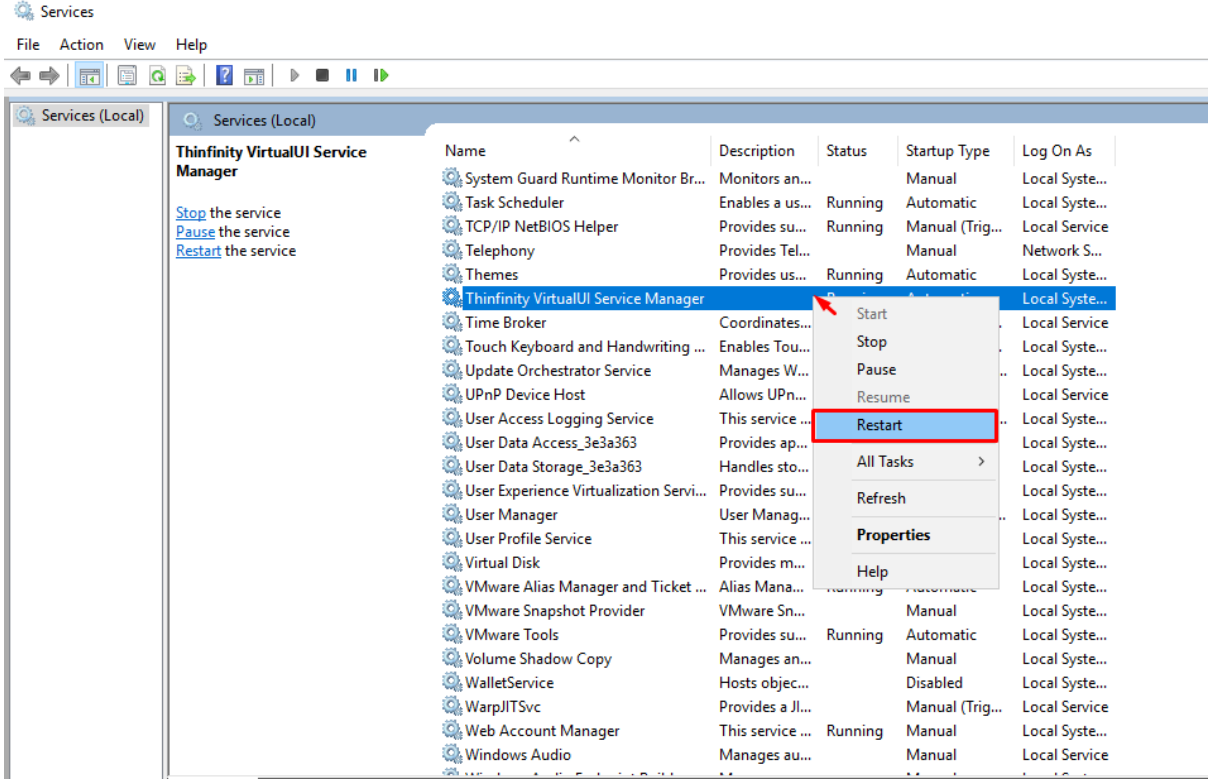 Services
File Action View Help
Services (Local)
Services (Local)
Thinfinity VirtualUI Service
Manager
Stop the service
Pause the service
Restart the service
Name Description Status Startup Type Log On As
System Guard Runtime Monitor Br... Monitors an... Manual Local Syste...
Task Scheduler Enables a us... Running Automatic Local Syste...
TCP/IP NetBIOS Helper Provides su... Running Manual (Trig... Local Service
Telephony Provides Tel... Manual Network S...
Themes Provides us... Running Automatic Local Syste...
Thinfinity VirtualUI Service Manager Local Syste...
Time Broker Coordinates... Local Service
Touch Keyboard and Handwriting ... Enables Tou... Local Syste...
Update Orchestrator Service Manages W... Local Syste...
UPnP Device Host Allows UPn... Local Service
User Access Logging Service This service ... Local Syste...
User Data Access_3e3a363 Provides ap... Local Syste...
User Data Storage_3e3a363 Handles sto... Local Syste...
User Experience Virtualization Servi... Provides su... Local Syste...
User Manager User Manag... Local Syste...
User Profile Service This service ... Local Syste...
Virtual Disk Provides m... Local Syste...
VMware Alias Manager and Ticket ... Alias Mana... Running Automatic Local Syste...
VMware Snapshot Provider VMware Sn... Manual Local Syste...
VMware Tools Provides su... Running Automatic Local Syste...
Volume Shadow Copy Manages an... Manual Local Syste...
WalletService Hosts objec... Disabled Local Syste...
WarpJITSvc Provides a JI... Manual (Trig... Local Service
Web Account Manager This service ... Running Manual Local Syste...
Windows Audio Manages au... Manual Local Service
Start
Stop
Pause
Resume
Restart
All Tasks
Refresh
Properties
Help